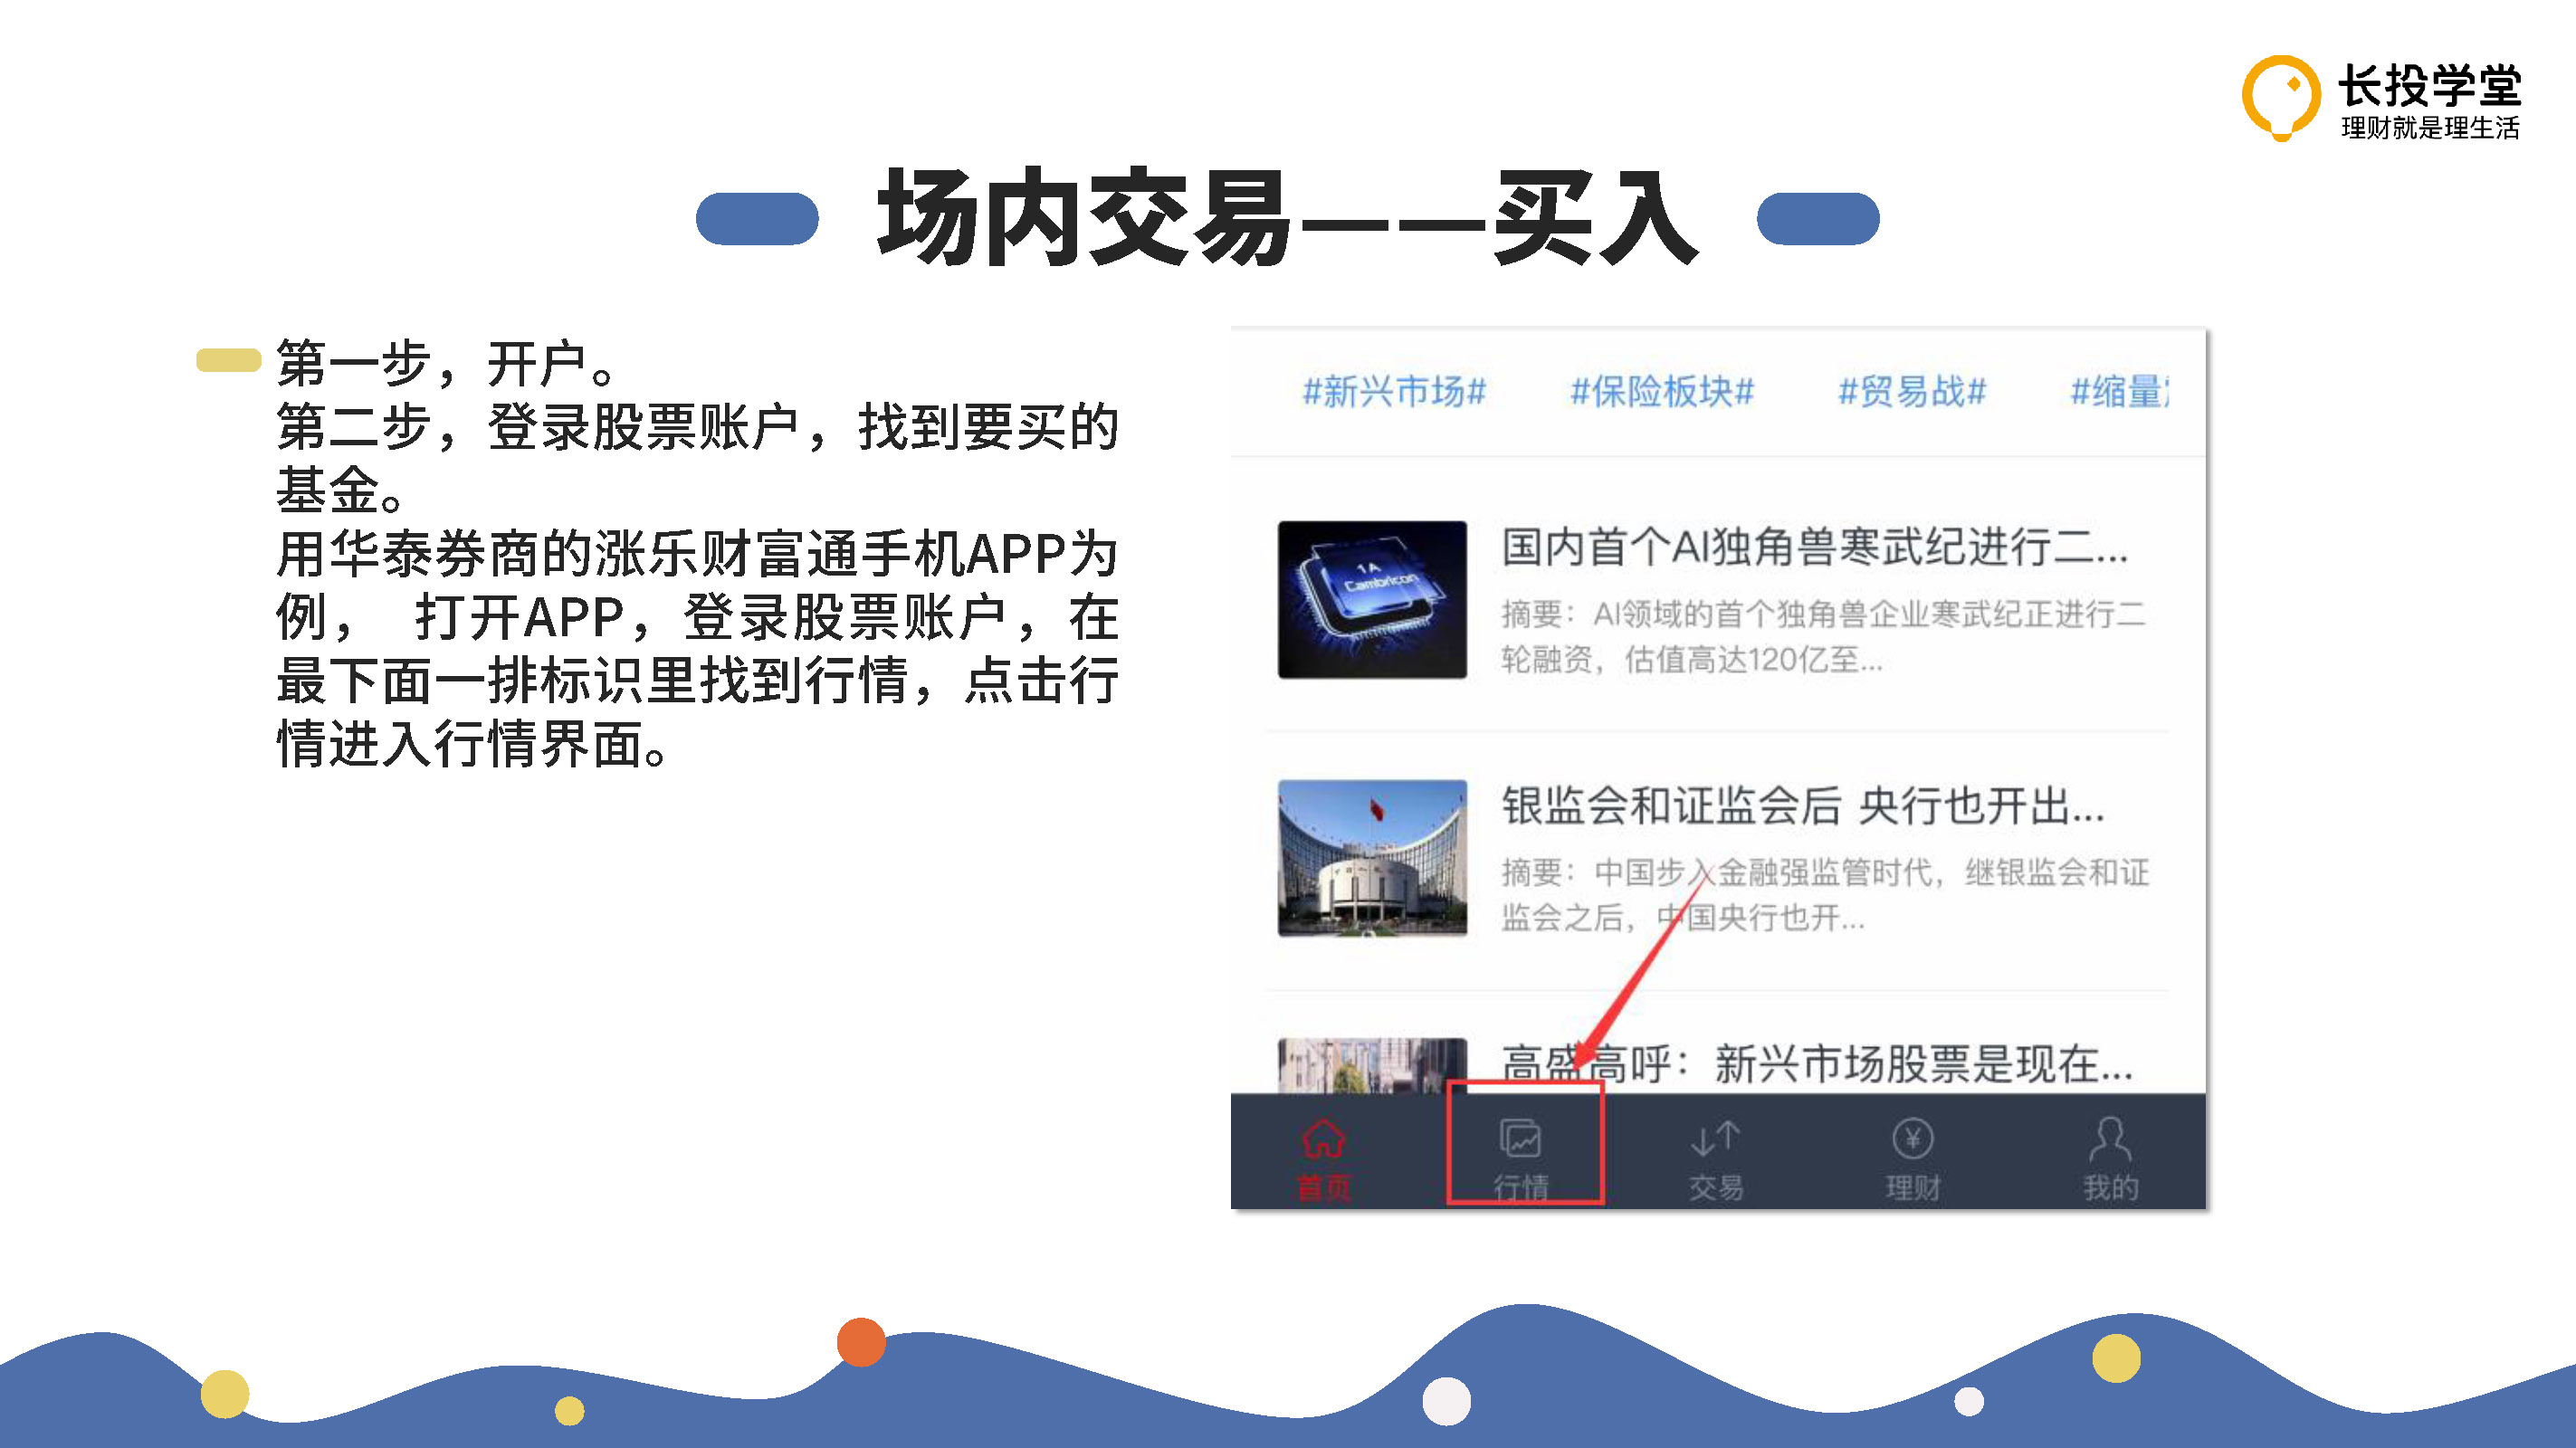 长投学堂
理财就是理生活
场内交易——买入
第一步，开户。
第二步，登录股票账户，找到要买的
基金。
用华泰券商的涨乐财富通手机APP为
例， 打开APP，登录股票账户，在
最下面一排标识里找到行情，点击行
情进入行情界面。
#新兴市场# #保险板块# #贸易战# #缩量
1A
Cambricon
国内首个AI独角兽寒武纪进行二...
摘要：AI领域的首个独角兽企业寒武纪正进行二
轮融资，估值高达120亿至...
银监会和证监会后 央行也开出...
摘要：中国步入金融强监管时代，继银监会和证
监会之后，中国央行也开...
高盛高呼：新兴市场股票是现在...
首页 行情 交易 理财 我的